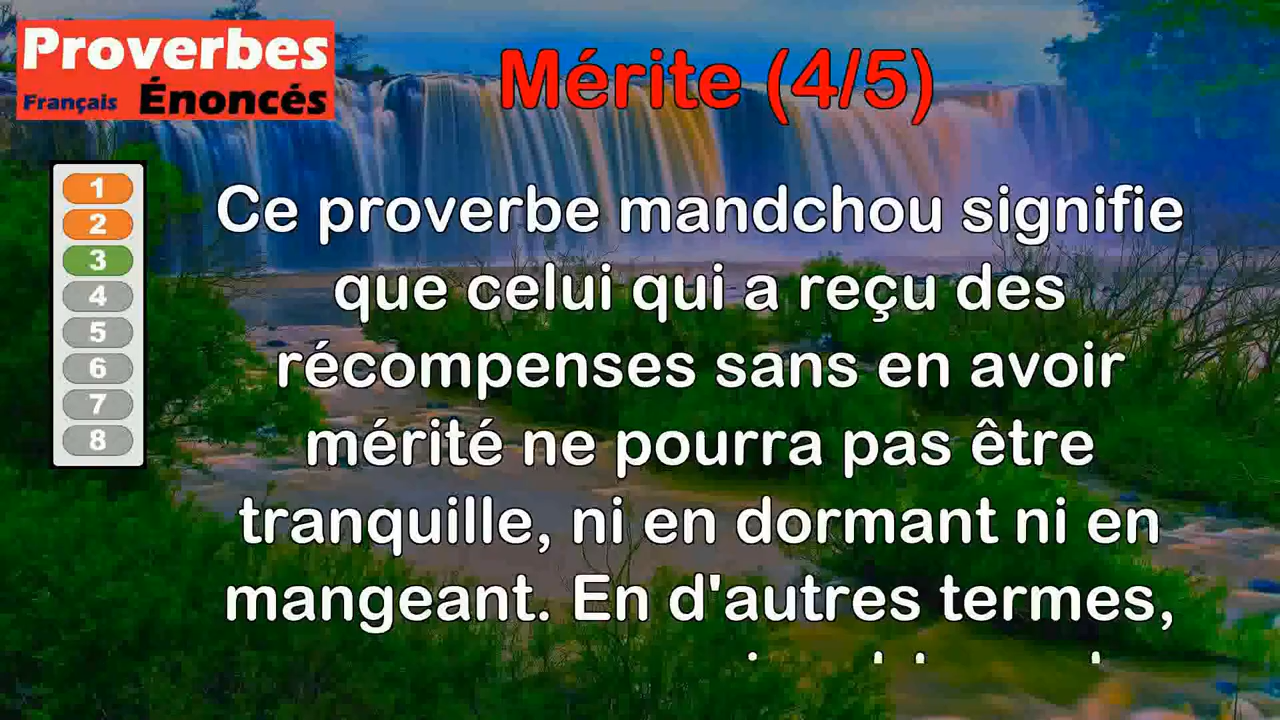 Proverbes
Français Énoncés
Mérite (4/5)
1
2
3
4
5
6
7
8
Ce proverbe mandchou signifie
que celui qui a reçu des
récompenses sans en avoir
mérité ne pourra pas être
tranquille, ni en dormant ni en
mangeant. En d'autres termes,